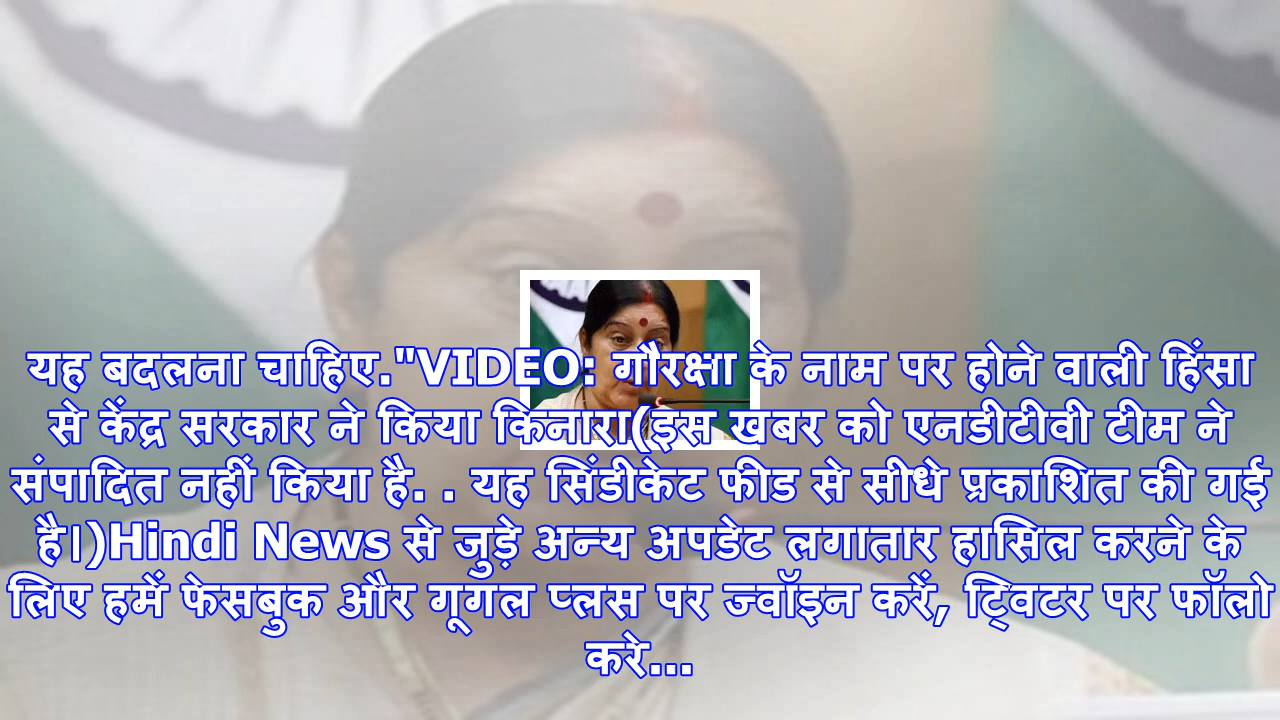 यह बदलना चाहिए."VIDEO: गौरक्षा के नाम पर होने वाली हिंसा
से केंद्र सरकार ने किया किनारा(इस खबर को एनडीटीवी टीम ने
संपादित नहीं किया है. . यह सिंडीकेट फीड से सीधे प्रकाशित की गई
है।)Hindi News से जुड़े अन्य अपडेट लगातार हासिल करने के
लिए हमें फेसबुक और गूगल प्लस पर ज्वॉइन करें, ट्विटर पर फॉलो
करे...